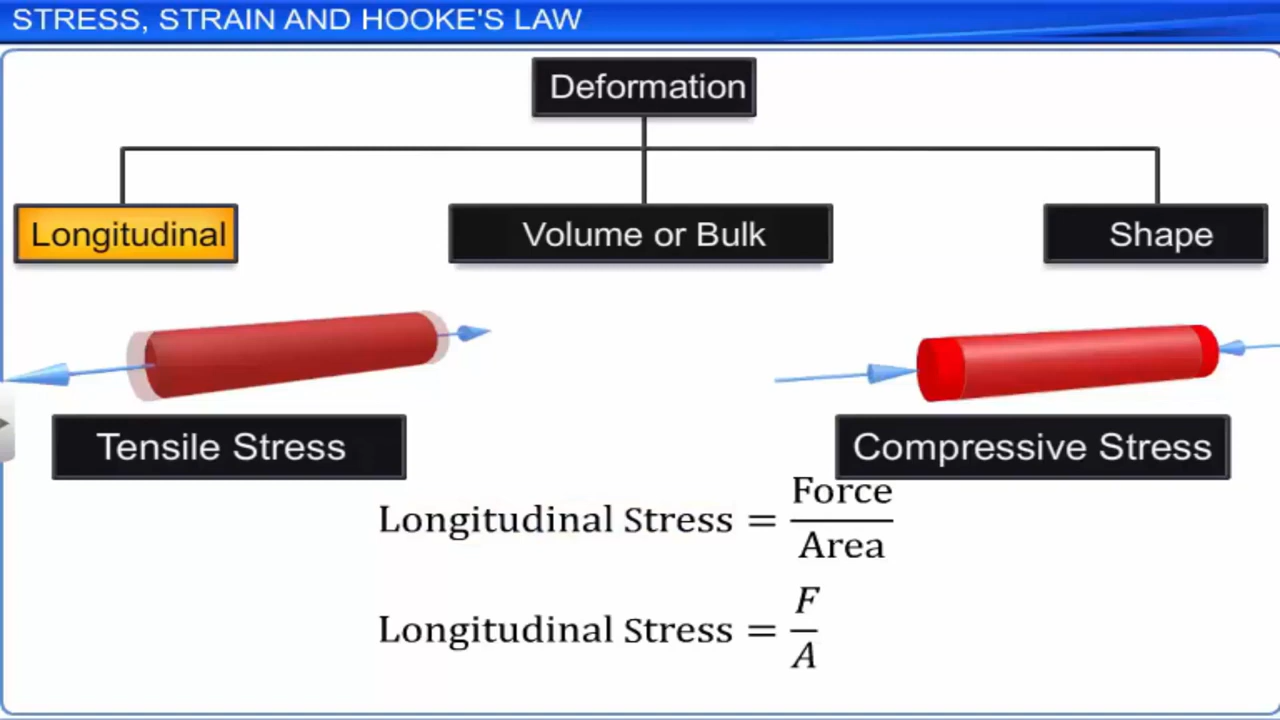 STRESS, STRAIN AND HOOKE'S LAW
Deformation
Longitudinal
Volume or Bulk
Shape
Tensile Stress
Compressive Stress
Longitudinal Stress = Force / Area
Longitudinal Stress = F / A